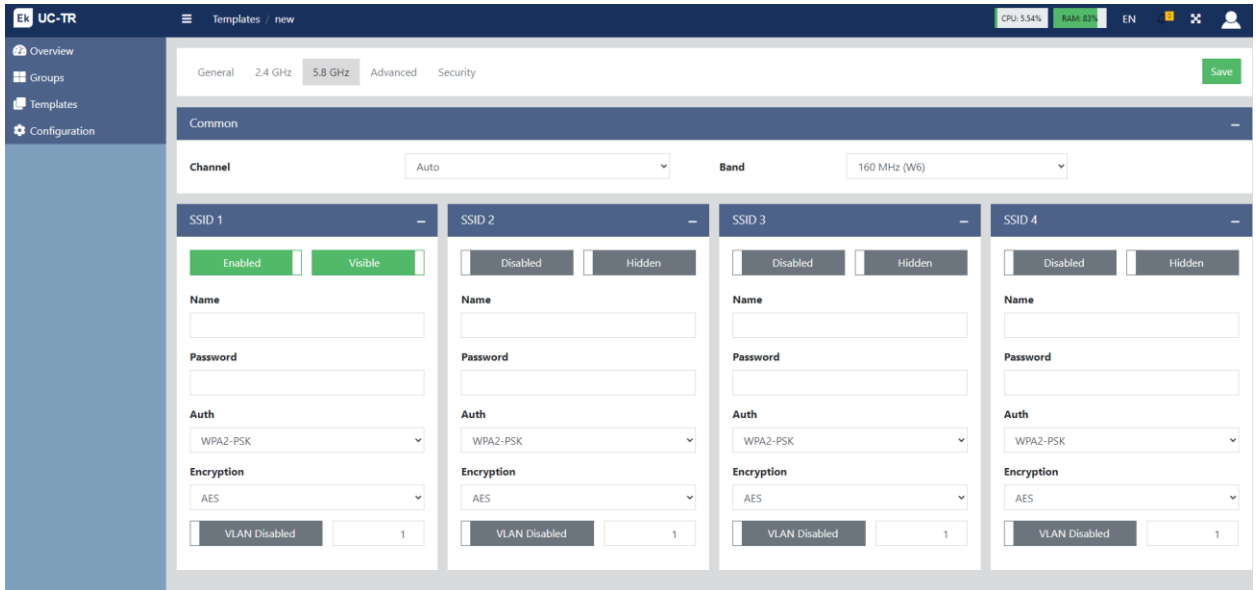 Ek UC-TR
Templates / new
CPU: 5.54% RAM: 83% EN 0
Overview
Groups
Templates
Configuration
General 2.4 GHz 5.8 GHz Advanced Security Save
Common
Channel Auto Band 160 MHz (W6)
SSID 1 SSID 2 SSID 3 SSID 4
Enabled Visible Disabled Hidden Disabled Hidden Disabled Hidden
Name Name Name Name
Password Password Password Password
Auth Auth Auth Auth
WPA2-PSK WPA2-PSK WPA2-PSK WPA2-PSK
Encryption Encryption Encryption Encryption
AES AES AES AES
VLAN Disabled 1 VLAN Disabled 1 VLAN Disabled 1 VLAN Disabled 1